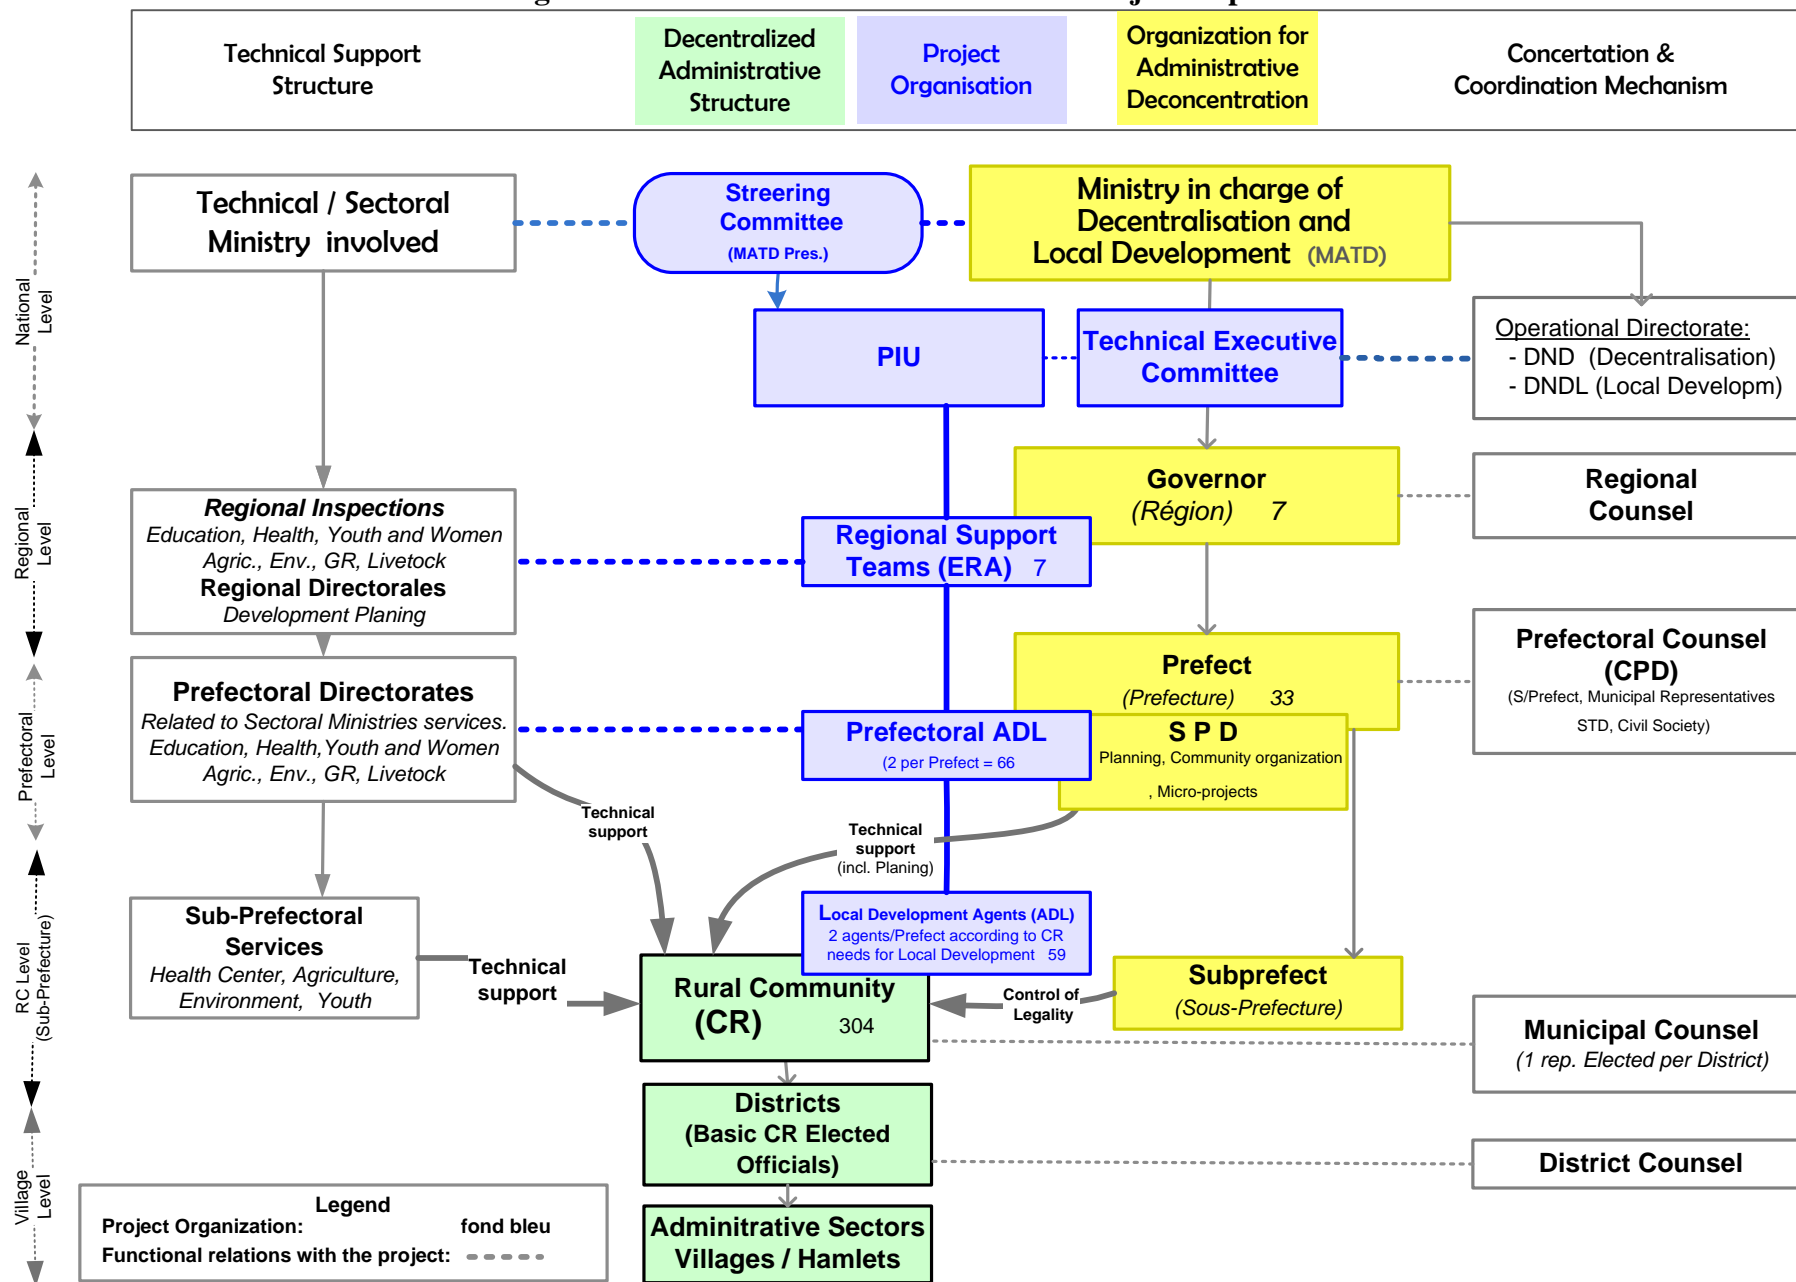 Technical Support
Structure
Decentralized
Administrative
Structure
Project
Organisation
Organization for
Administrative
Deconcentration
Concertation &
Coordination Mechanism
National
Level
Technical / Sectoral
Ministry involved
Streering
Committee
(MATD Pres.)
Ministry in charge of
Decentralisation and
Local Development (MATD)
PIU
Technical Executive
Committee
Operational Directorate:
- DND (Decentralisation)
- DNDL (Local Developm)
Regional
Level
Regional Inspections
Education, Health, Youth and Women
Agric., Env., GR, Livetock
Regional Directorales
Development Planing
Regional Support
Teams (ERA) 7
Governor
(Région) 7
Regional
Counsel
Prefectoral
Level
Prefectoral Directorates
Related to Sectoral Ministries services.
Education, Health,Youth and Women
Agric., Env., GR, Livetock
Prefectoral ADL
(2 per Prefect = 66
Prefect
(Prefecture) 33
S P D
Planning, Community organization
, Micro-projects
Prefectoral Counsel
(CPD)
(S/Prefect, Municipal Representatives
STD, Civil Society)
Technical
support
Technical
support
(incl. Planing)
RC Level
(Sub-Prefecture)
Sub-Prefectoral
Services
Health Center, Agriculture,
Environment, Youth
Technical
support
Local Development Agents (ADL)
2 agents/Prefect according to CR
needs for Local Development 59
Rural Community
(CR) 304
Control of
Legality
Subprefect
(Sous-Prefecture)
Municipal Counsel
(1 rep. Elected per District)
Village
Level
Districts
(Basic CR Elected
Officials)
District Counsel
Adminitrative Sectors
Villages / Hamlets
Legend
Project Organization: fond bleu
Functional relations with the project: